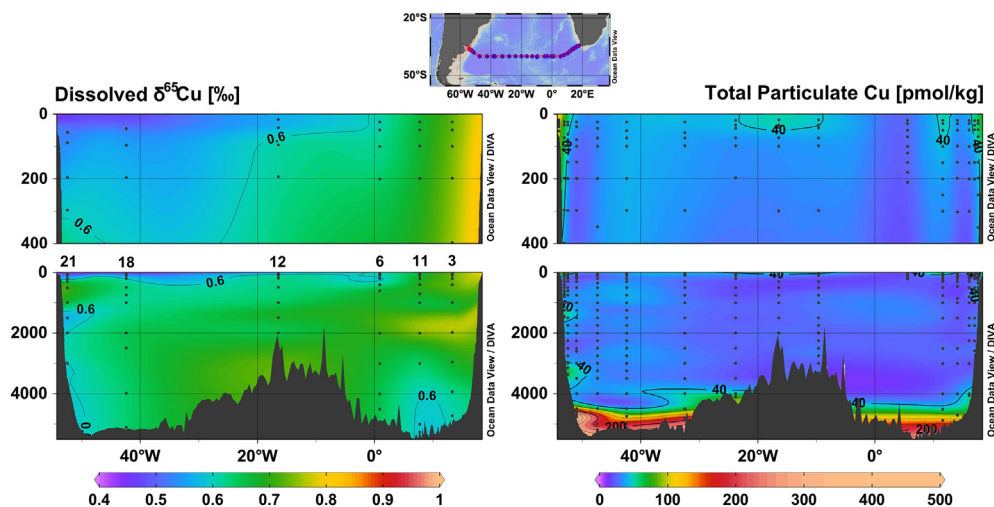 20°S
50°S
60°W 40°W 20°W 0°E 20°E
Ocean Data View
Dissolved δ⁶⁵Cu [‰]
Total Particulate Cu [pmol/kg]
0
200
400
0.6
0.6
Ocean Data View / DIVA
40
40
40
40
0
200
400
Ocean Data View / DIVA
21 18 12 6 11 3
0
2000
4000
0.6
0.6
0.6
0
40°W 20°W 0°
Ocean Data View / DIVA
0
2000
4000
40
40
40
40
40
200
200
40°W 20°W 0°
Ocean Data View / DIVA
0.4 0.5 0.6 0.7 0.8 0.9 1
0 100 200 300 400 500